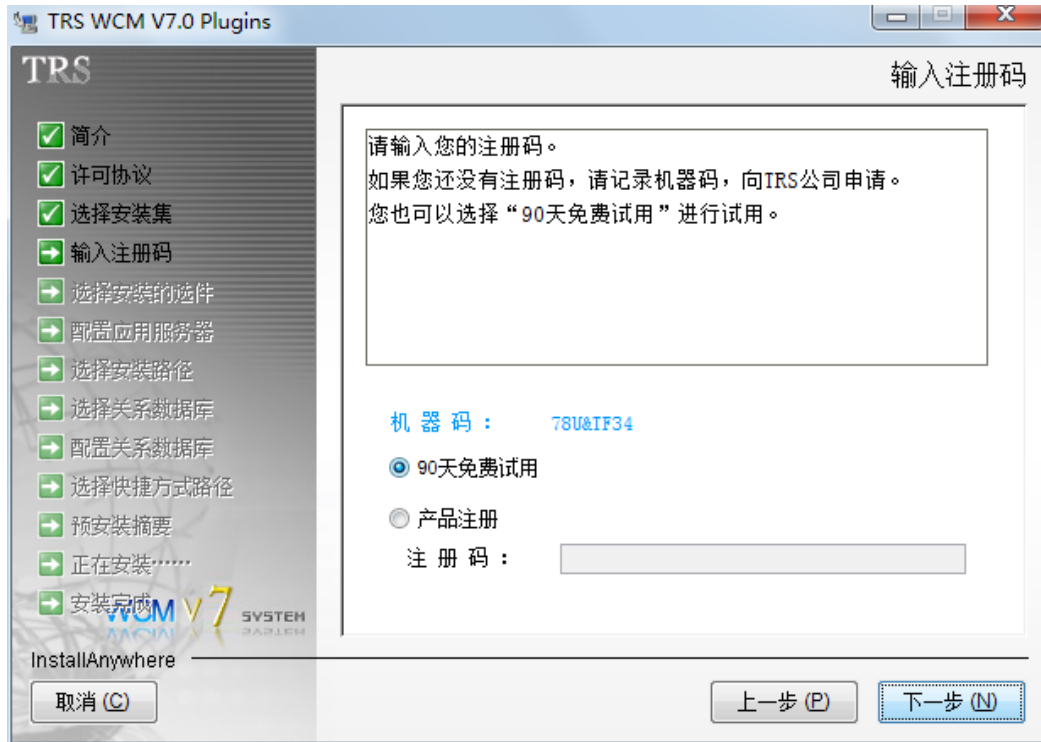 TRS WCM V7.0 Plugins
TRS
输入注册码
简介
许可协议
选择安装集
输入注册码
选择安装的选件
配置应用服务器
选择安装路径
选择关系数据库
配置关系数据库
选择快捷方式路径
预安装摘要
正在安装……
安装完成
WCM V7 SYSTEM
请输入您的注册码。
如果您还没有注册码，请记录机器码，向TRS公司申请。
您也可以选择“90天免费试用”进行试用。
机 器 码 ： 78U&IF34
90天免费试用
产品注册
注 册 码 ：
InstallAnywhere
取消 (C)
上一步 (P)
下一步 (N)